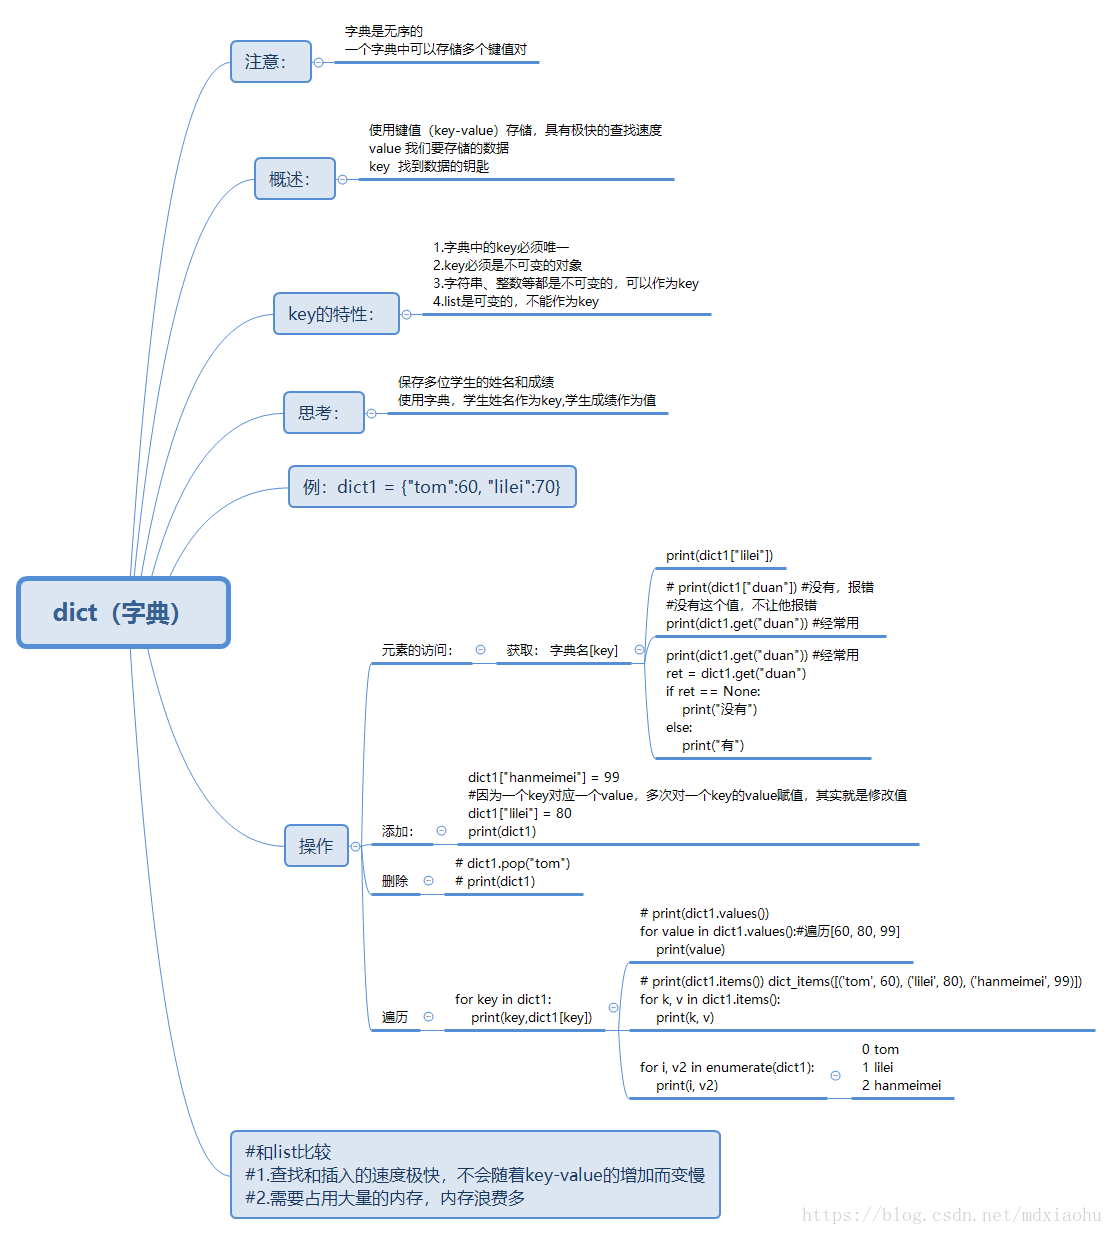 注意：
字典是无序的
一个字典中可以存储多个键值对
概述：
使用键值（key-value）存储，具有极快的查找速度
value 我们要存储的数据
key  找到数据的钥匙
key的特性：
1.字典中的key必须唯一
2.key必须是不可变的对象
3.字符串、整数等都是不可变的，可以作为key
4.list是可变的，不能作为key
思考：
保存多位学生的姓名和成绩
使用字典，学生姓名作为key,学生成绩作为值
例：dict1 = {"tom":60, "lilei":70}
dict（字典）
操作
元素的访问：
获取： 字典名[key]
print(dict1["lilei"])
# print(dict1["duan"]) #没有，报错
#没有这个值，不让他报错
print(dict1.get("duan")) #经常用
print(dict1.get("duan")) #经常用
ret = dict1.get("duan")
if ret == None:
    print("没有")
else:
    print("有")
添加：
dict1["hanmeimei"] = 99
#因为一个key对应一个value，多次对一个key的value赋值，其实就是修改值
dict1["lilei"] = 80
print(dict1)
删除
# dict1.pop("tom")
# print(dict1)
遍历
for key in dict1:
    print(key,dict1[key])
# print(dict1.values())
for value in dict1.values():#遍历[60, 80, 99]
    print(value)
# print(dict1.items()) dict_items([('tom', 60), ('lilei', 80), ('hanmeimei', 99)])
for k, v in dict1.items():
    print(k, v)
for i, v2 in enumerate(dict1):
    print(i, v2)
0 tom
1 lilei
2 hanmeimei
#和list比较
#1.查找和插入的速度极快，不会随着key-value的增加而变慢
#2.需要占用大量的内存，内存浪费多
https://blog.csdn.net/mdxiaohu